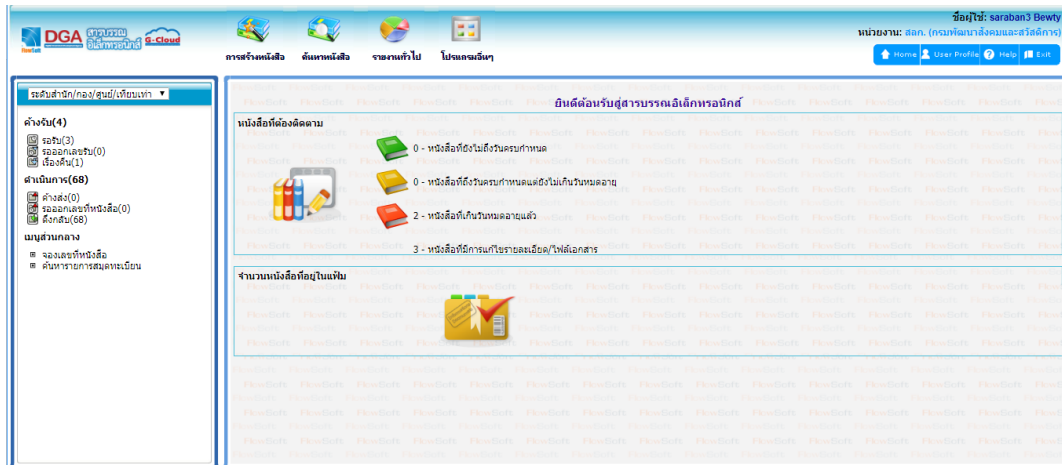 ชื่อผู้ใช้: saraban3 Bewty
หน่วยงาน: สลก. (กรมพัฒนาสังคมและสวัสดิการ)
DGA สารบรรณอิเล็กทรอนิกส์ G-Cloud
FlowSoft
การสร้างหนังสือ ค้นหาหนังสือ รายงานทั่วไป โปรแกรมอื่นๆ
Home User Profile Help Exit
ระดับสำนัก/กอง/ศูนย์/เทียบเท่า
ค้างรับ(4)
รอรับ(3)
รอออกเลขรับ(0)
เรื่องคืน(1)
ดำเนินการ(68)
ค้างส่ง(0)
รอออกเลขที่หนังสือ(0)
ดึงกลับ(68)
เมนูส่วนกลาง
จองเลขที่หนังสือ
ค้นหารายการสมุดทะเบียน
ยินดีต้อนรับสู่สารบรรณอิเล็กทรอนิกส์
หนังสือที่ต้องติดตาม
0 - หนังสือที่ยังไม่ถึงวันครบกำหนด
0 - หนังสือที่ถึงวันครบกำหนดแต่ยังไม่เกินวันหมดอายุ
2 - หนังสือที่เกินวันหมดอายุแล้ว
3 - หนังสือที่มีการแก้ไขรายละเอียด/ไฟล์เอกสาร
จำนวนหนังสือที่อยู่ในแฟ้ม